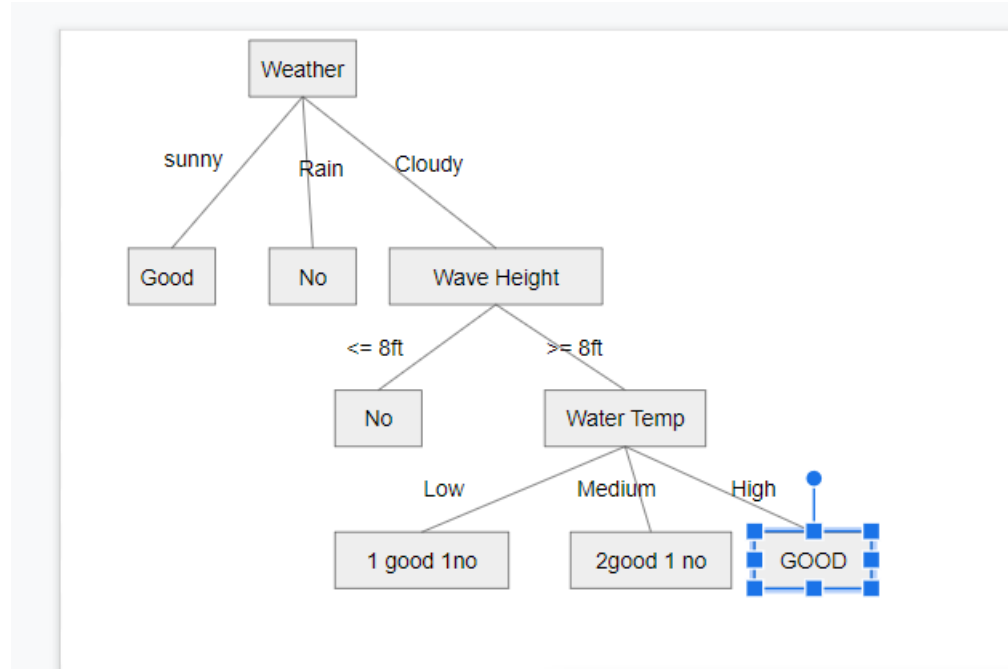 Weather
sunny
Rain
Cloudy
Good
No
Wave Height
<= 8ft
>= 8ft
No
Water Temp
Low
Medium
High
1 good 1no
2good 1 no
GOOD